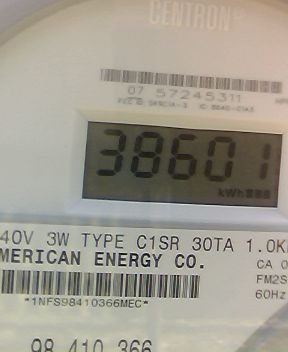 CENTRON
07 57245311
38601
kWh
40V 3W TYPE C1SR 30TA 1.0K
MERICAN ENERGY CO.
CA 0
FM2S
60Hz
*1NFS98410366MEC*
98 410 366